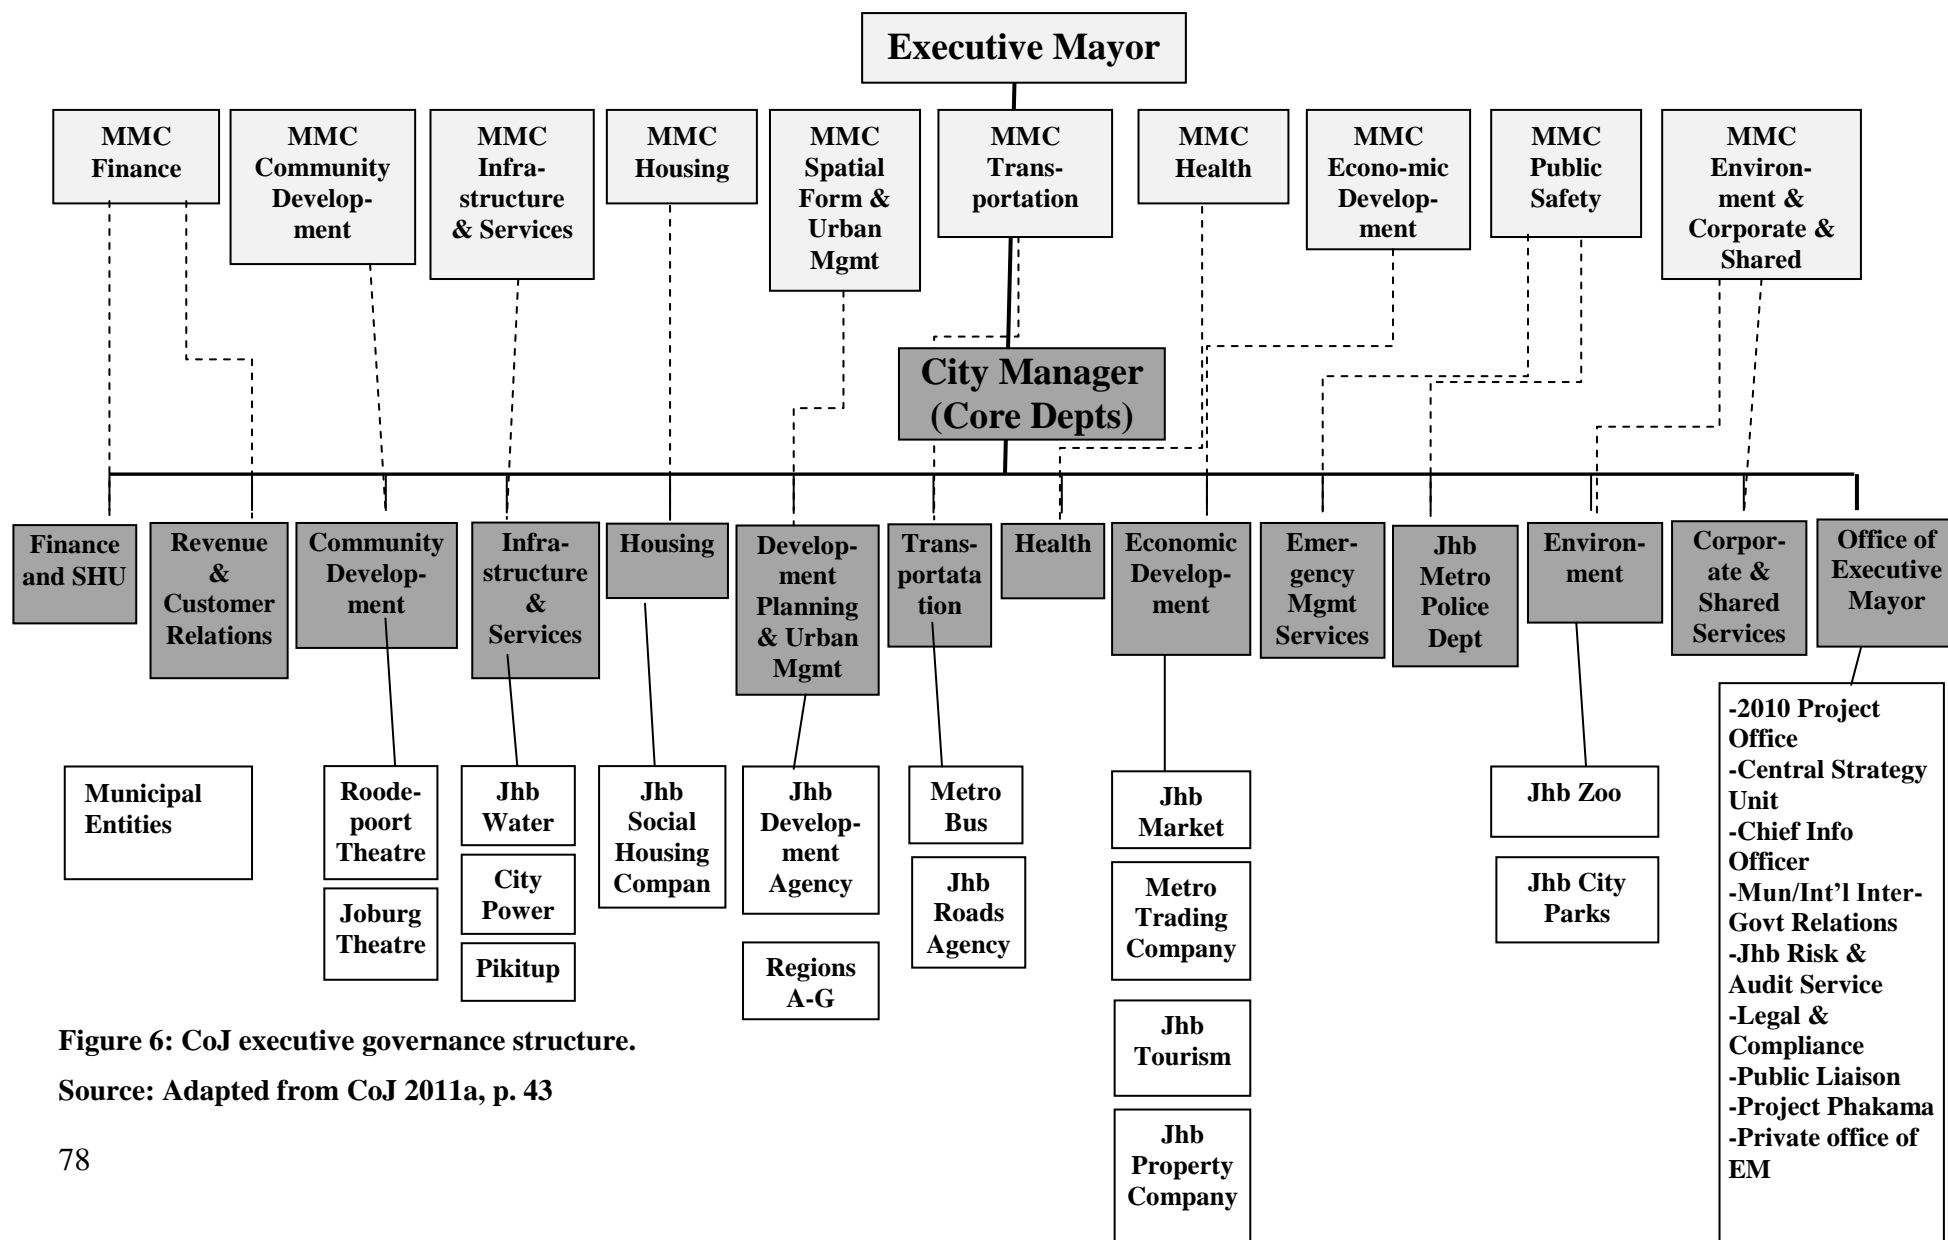 Executive Mayor
MMC
Finance
MMC
Community
Develop-
ment
MMC
Infra-
structure
& Services
MMC
Housing
MMC
Spatial
Form &
Urban
Mgmt
MMC
Trans-
portation
MMC
Health
MMC
Econo-mic
Develop-
ment
MMC
Public
Safety
MMC
Environ-
ment &
Corporate &
Shared
City Manager
(Core Depts)
Finance
and SHU
Revenue
&
Customer
Relations
Community
Develop-
ment
Infra-
structure
&
Services
Housing
Develop-
ment
Planning
& Urban
Mgmt
Trans-
portata
tion
Health
Economic
Develop-
ment
Emer-
gency
Mgmt
Services
Jhb
Metro
Police
Dept
Environ-
ment
Corpor-
ate &
Shared
Services
Office of
Executive
Mayor
Municipal
Entities
Roode-
poort
Theatre
Joburg
Theatre
Jhb
Water
City
Power
Pikitup
Jhb
Social
Housing
Compan
Jhb
Develop-
ment
Agency
Regions
A-G
Metro
Bus
Jhb
Roads
Agency
Jhb
Market
Metro
Trading
Company
Jhb
Tourism
Jhb
Property
Company
Jhb Zoo
Jhb City
Parks
-2010 Project
Office
-Central Strategy
Unit
-Chief Info
Officer
-Mun/Int’l Inter-
Govt Relations
-Jhb Risk &
Audit Service
-Legal &
Compliance
-Public Liaison
-Project Phakama
-Private office of
EM
Figure 6: CoJ executive governance structure.
Source: Adapted from CoJ 2011a, p. 43
78